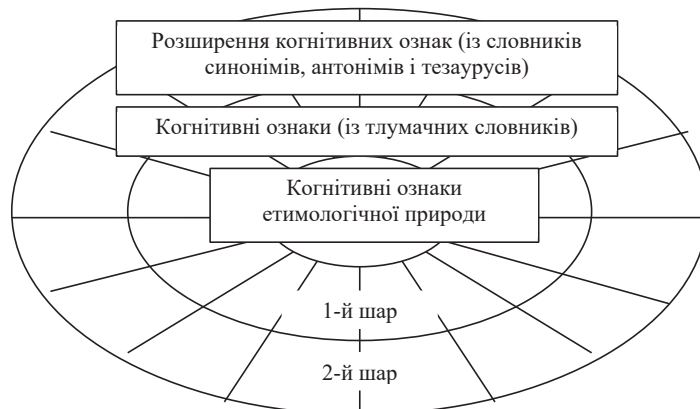 Розширення когнітивних ознак (із словників
синонімів, антонімів і тезаурусів)
Когнітивні ознаки (із тлумачних словників)
Когнітивні ознаки
етимологічної природи
1-й шар
2-й шар